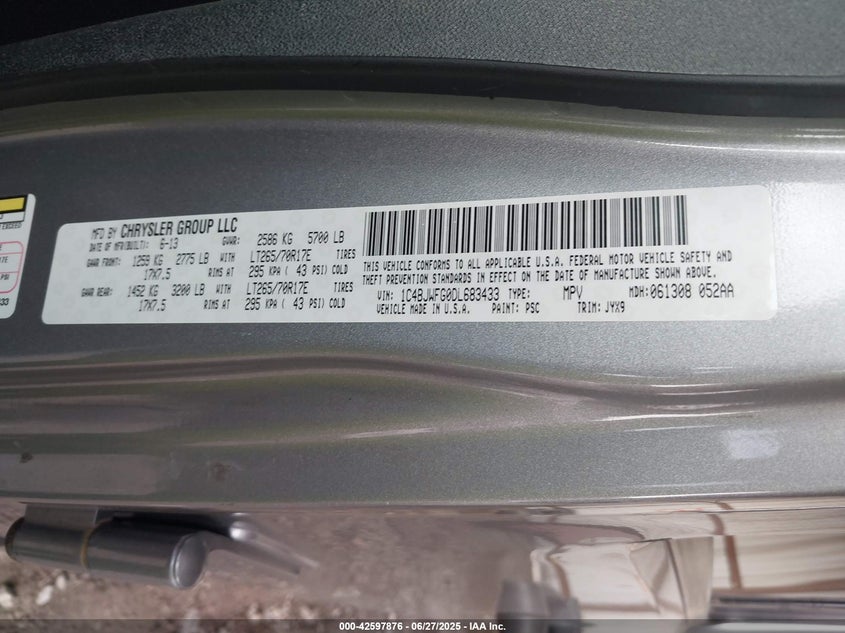 MFD BY CHRYSLER GROUP LLC
DATE OF MFR(BUILT): 6-13 GVWR: 2586 KG 5700 LB
GAWR FRONT: 1259 KG 2775 LB WITH LT265/70R17E TIRES
17X7.5 RIMS AT 295 KPA ( 43 PSI) COLD
GAWR REAR: 1452 KG 3200 LB WITH LT265/70R17E TIRES
17X7.5 RIMS AT 295 KPA ( 43 PSI) COLD
THIS VEHICLE CONFORMS TO ALL APPLICABLE U.S.A. FEDERAL MOTOR VEHICLE SAFETY AND
THEFT PREVENTION STANDARDS IN EFFECT ON THE DATE OF MANUFACTURE SHOWN ABOVE.
VIN: 1C4BJWFG0DL683433 TYPE: MPV MDH:061308 052AA
VEHICLE MADE IN U.S.A. PAINT: PSC TRIM: JYX9
EXCEED
SIZE
PSI
433
000-42597876 | 06/27/2025 | IAA Inc.